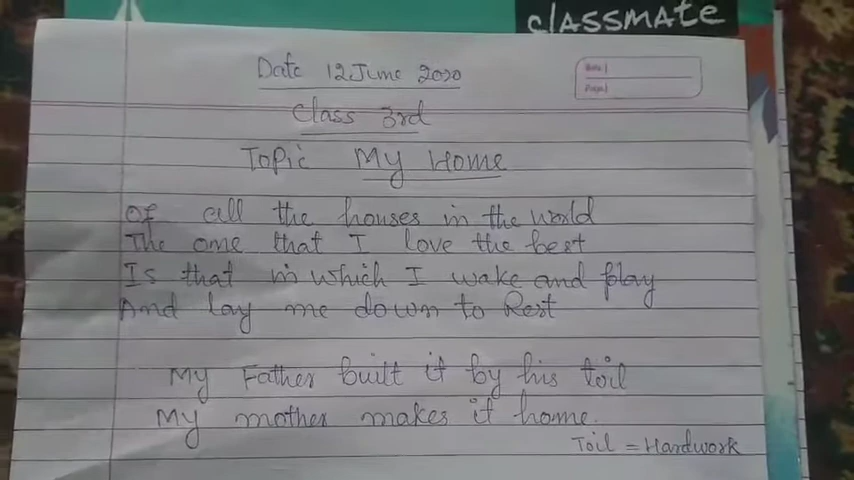 classmate
Date 12 June 2020
Date
Page
Class 3rd
Topic My Home
Of all the houses in the world
The one that I love the best
Is that in which I wake and play
And lay me down to Rest
My Father built it by his toil
My mother makes it home.
Toil = Hardwork